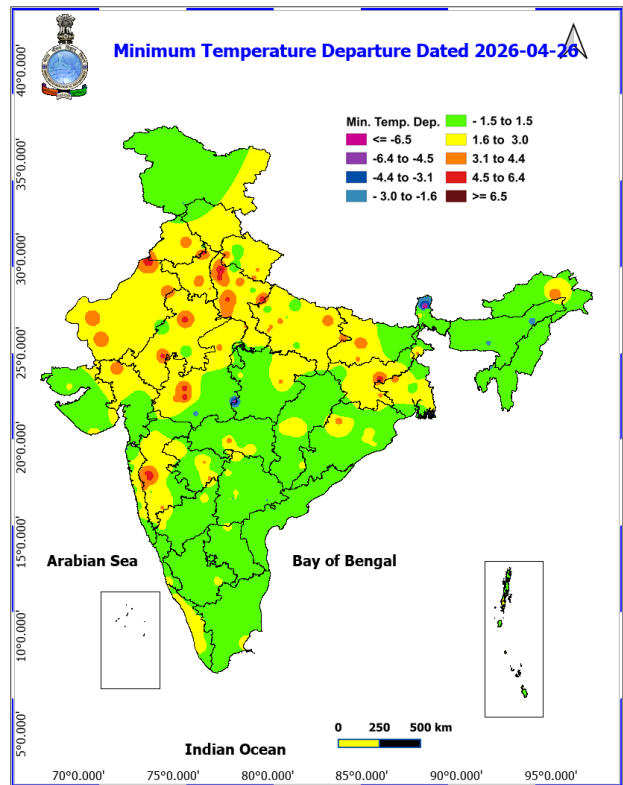 Minimum Temperature Departure Dated 2026-04-26
Min. Temp. Dep.
<= -6.5
-6.4 to -4.5
-4.4 to -3.1
- 3.0 to -1.6
- 1.5 to 1.5
1.6 to 3.0
3.1 to 4.4
4.5 to 6.4
>= 6.5
40°0.000'
35°0.000'
30°0.000'
25°0.000'
20°0.000'
15°0.000'
10°0.000'
5°0.000'
Arabian Sea
Bay of Bengal
Indian Ocean
0 250 500 km
70°0.000' 75°0.000' 80°0.000' 85°0.000' 90°0.000' 95°0.000'